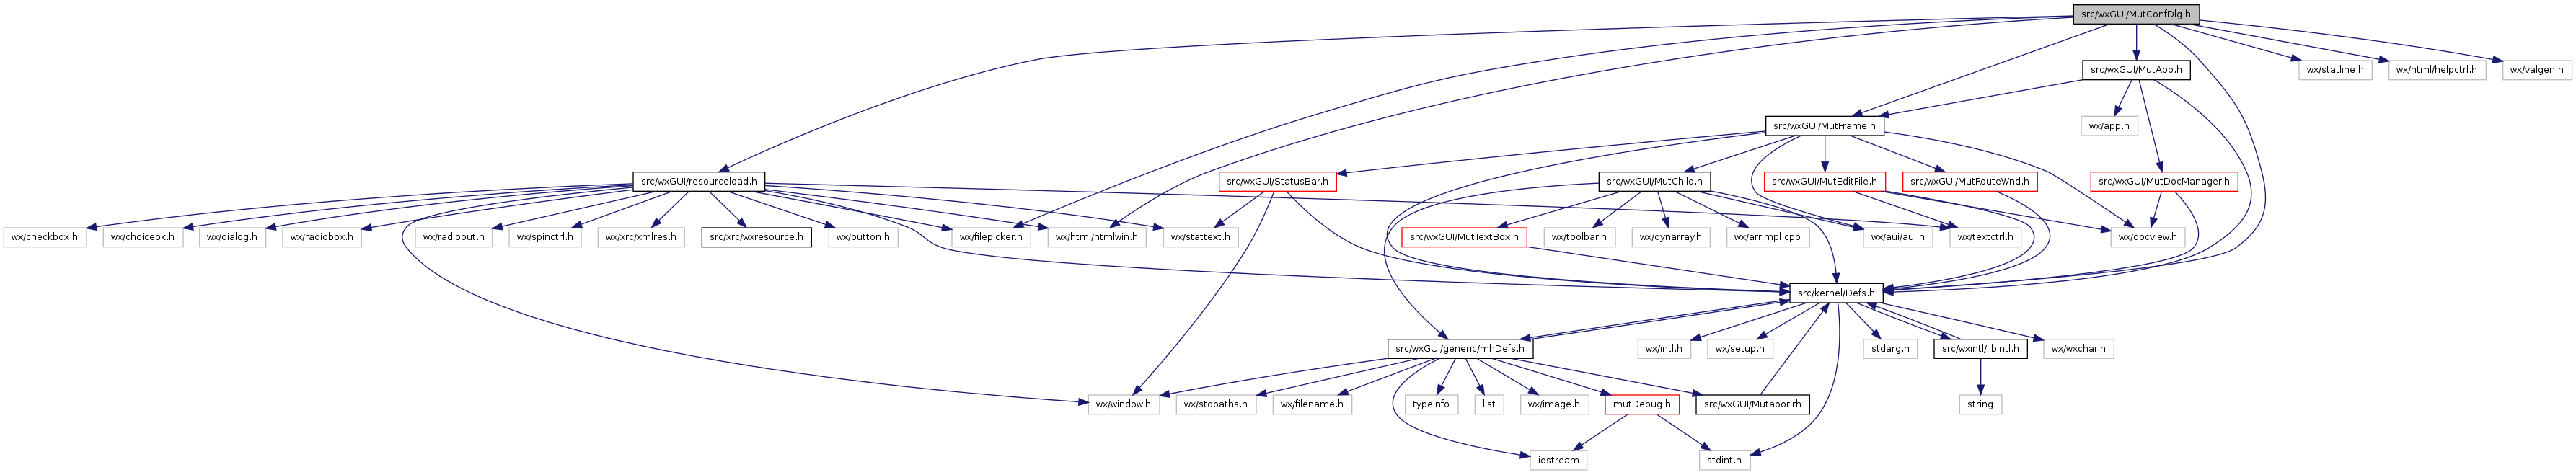 src/wxGUI/MutConfDlg.h
src/wxGUI/MutApp.h
wx/statline.h
wx/html/helpctrl.h
wx/valgen.h
src/wxGUI/MutFrame.h
wx/app.h
src/wxGUI/resourceload.h
src/wxGUI/StatusBar.h
src/wxGUI/MutChild.h
src/wxGUI/MutEditFile.h
src/wxGUI/MutRouteWnd.h
src/wxGUI/MutDocManager.h
wx/checkbox.h
wx/choicebk.h
wx/dialog.h
wx/radiobox.h
wx/radiobut.h
wx/spinctrl.h
wx/xrc/xmlres.h
src/xrc/wxresource.h
wx/button.h
wx/filepicker.h
wx/html/htmlwin.h
wx/stattext.h
src/wxGUI/MutTextBox.h
wx/toolbar.h
wx/dynarray.h
wx/arrimpl.cpp
wx/aui/aui.h
wx/textctrl.h
wx/docview.h
src/kernel/Defs.h
src/wxGUI/generic/mhDefs.h
wx/intl.h
wx/setup.h
stdarg.h
src/wxintl/libintl.h
wx/wxchar.h
wx/window.h
wx/stdpaths.h
wx/filename.h
typeinfo
list
wx/image.h
mutDebug.h
src/wxGUI/Mutabor.rh
string
iostream
stdint.h